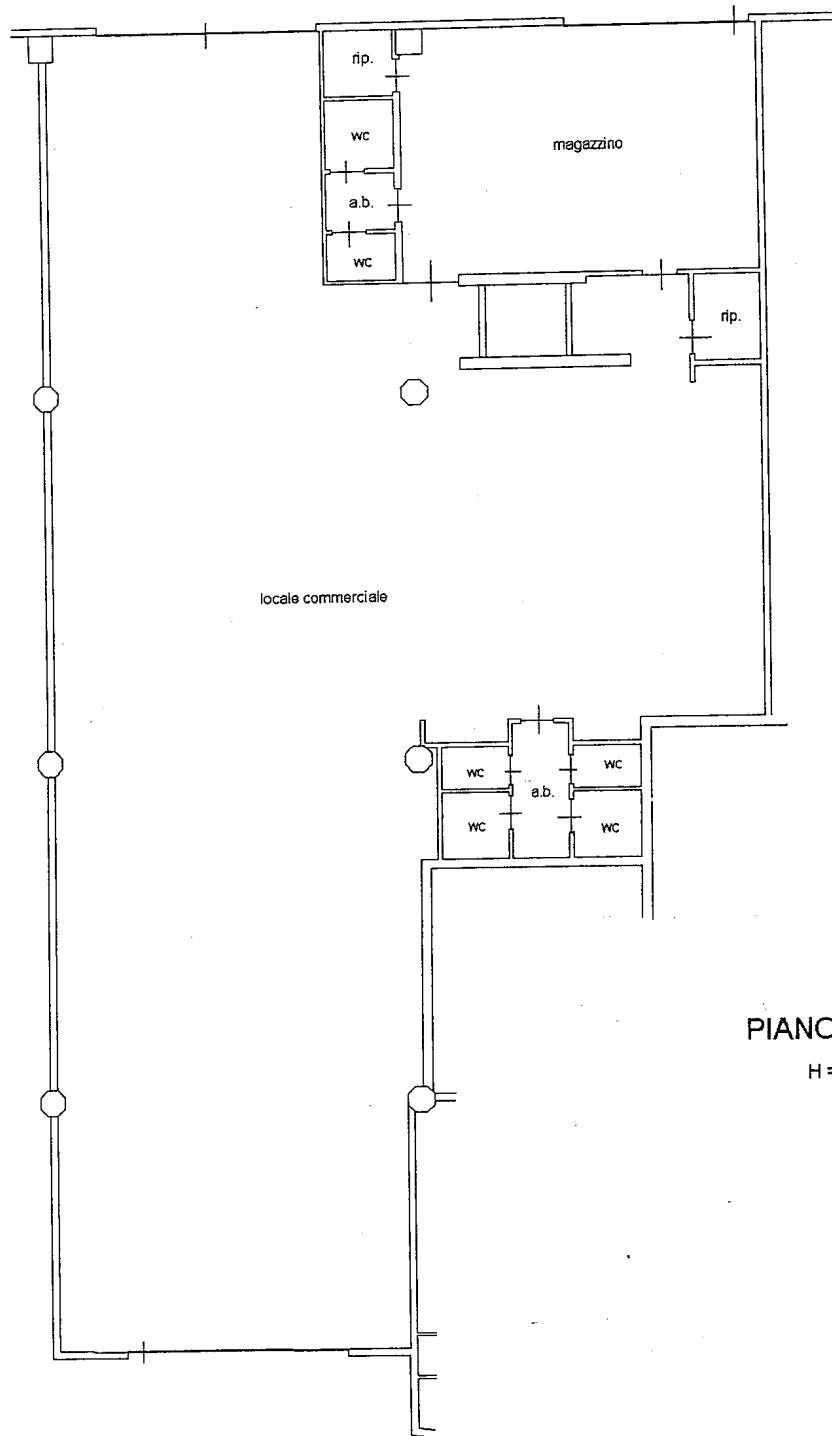 rip.
wc
magazzino
a.b.
wc
rip.
locale commerciale
wc
wc
a.b.
wc
wc
PIANO
H =